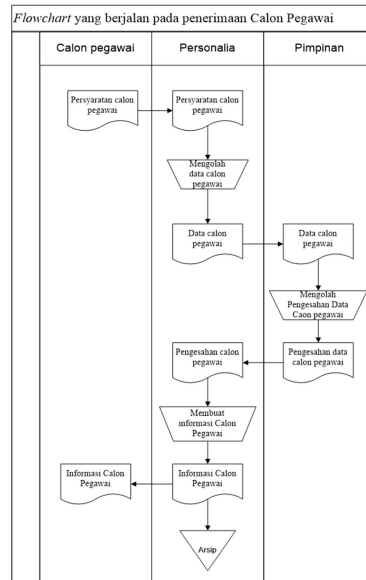 Flowchart yang berjalan pada penerimaan Calon Pegawai
Calon pegawai
Personalia
Pimpinan
Persyaratan calon
pegawai
Persyaratan calon
pegawai
Mengolah
data calon
pegawai
Data calon
pegawai
Data calon
pegawai
Mengolah
Pengesahan Data
Caon pegawai
Pengesahan calon
pegawai
Pengesahan data
calon pegawai
Membuat
informasi Calon
Pegawai
Informasi Calon
Pegawai
Informasi Calon
Pegawai
Arsip